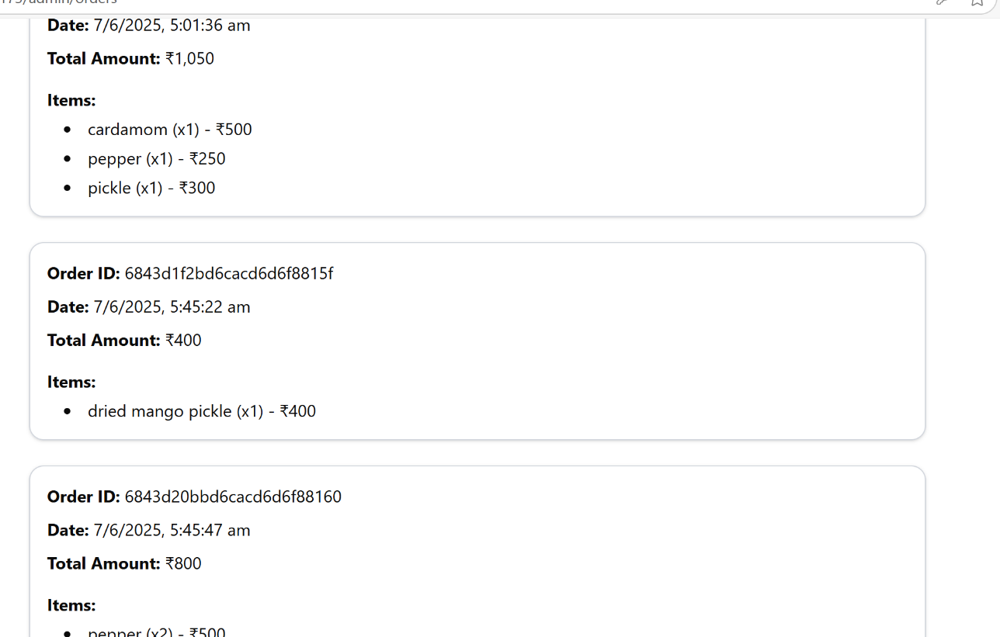 Date: 7/6/2025, 5:01:36 am
Total Amount: ₹1,050
Items:
• cardamom (x1) - ₹500
• pepper (x1) - ₹250
• pickle (x1) - ₹300
Order ID: 6843d1f2bd6cacd6d6f8815f
Date: 7/6/2025, 5:45:22 am
Total Amount: ₹400
Items:
• dried mango pickle (x1) - ₹400
Order ID: 6843d20bbd6cacd6d6f88160
Date: 7/6/2025, 5:45:47 am
Total Amount: ₹800
Items:
• pepper (x2) - ₹500